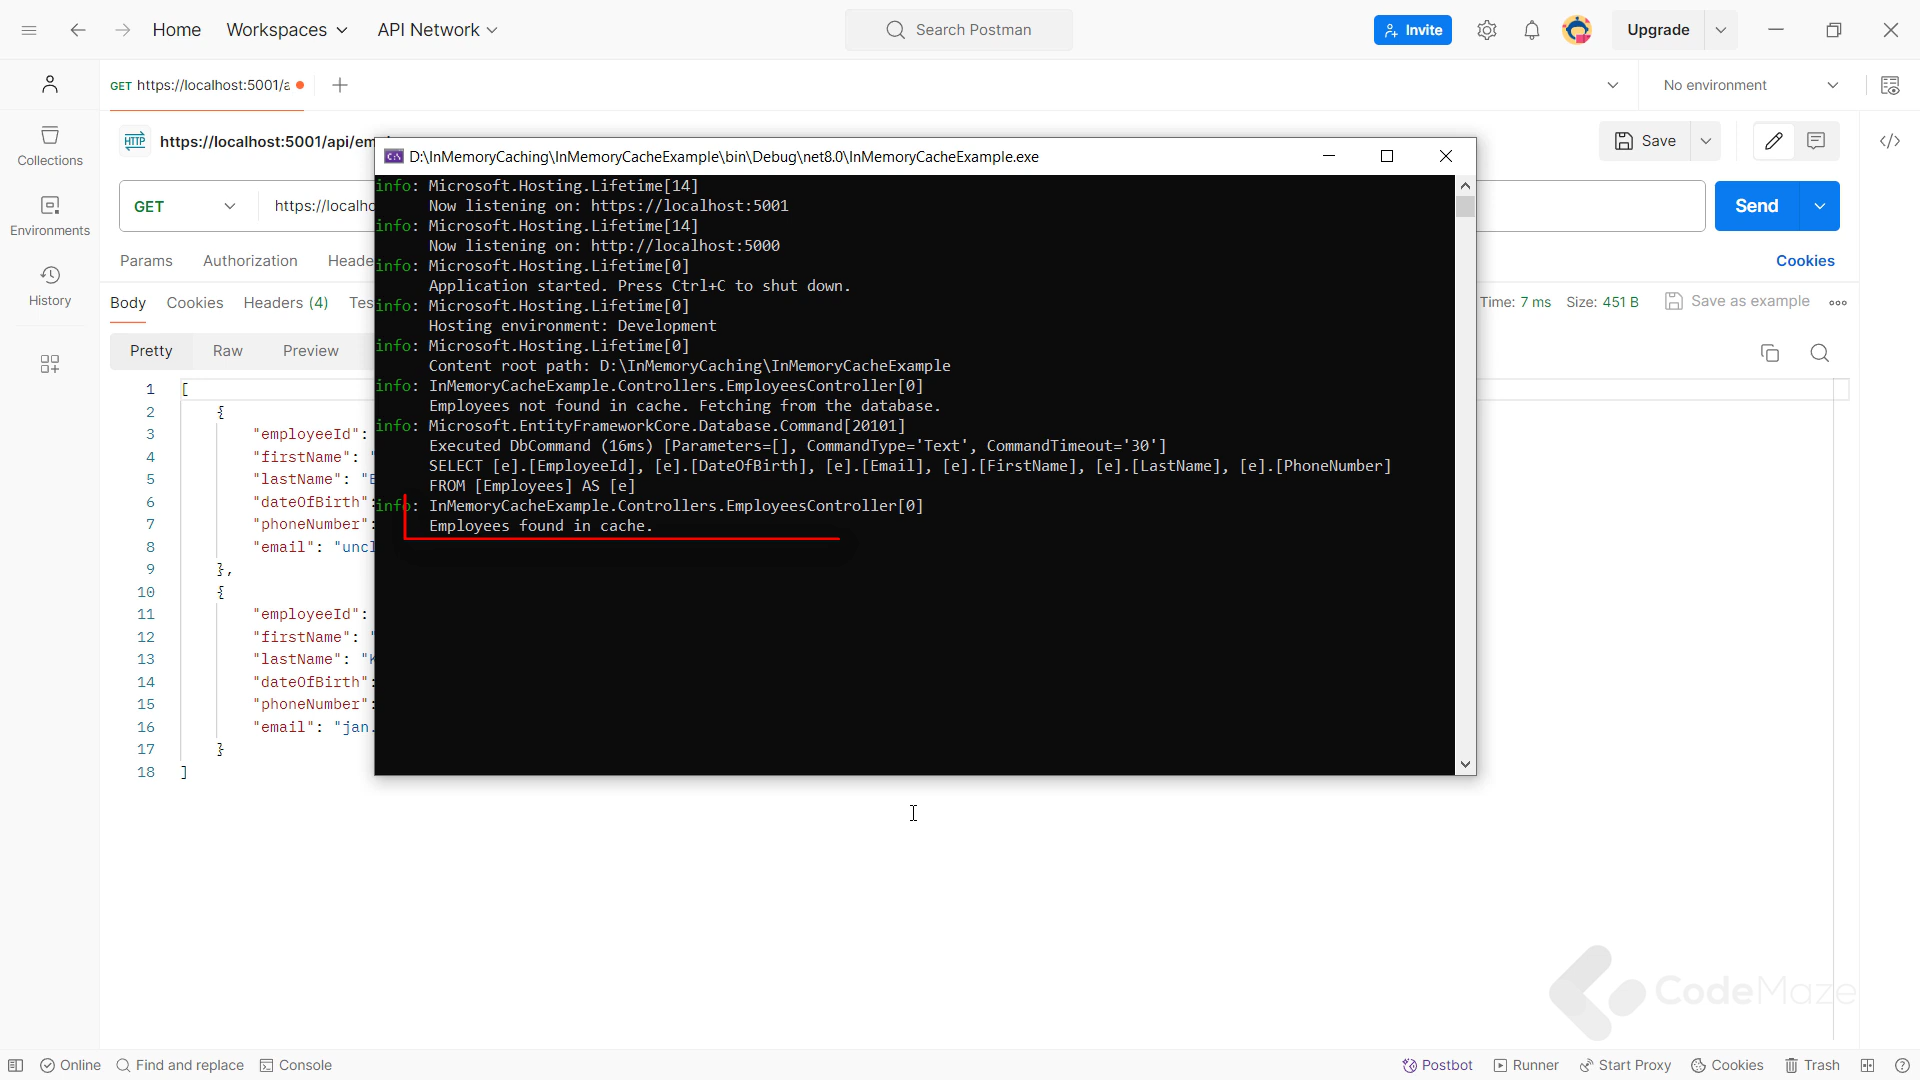 Home
Workspaces
API Network
Search Postman
Invite
Upgrade
GET https://localhost:5001/a
No environment
HTTP https://localhost:5001/api/em
Save
Collections
Environments
History
GET
https://localho
Send
Params
Authorization
Heade
Cookies
Body
Cookies
Headers (4)
Tes
Time: 7 ms
Size: 451 B
Save as example
Pretty
Raw
Preview
1 [
2 {
3 "employeeId":
4 "firstName": "
5 "lastName": "B
6 "dateOfBirth":
7 "phoneNumber":
8 "email": "uncl
9 },
10 {
11 "employeeId":
12 "firstName": "
13 "lastName": "K
14 "dateOfBirth":
15 "phoneNumber":
16 "email": "jan.
17 }
18 ]
D:\InMemoryCaching\InMemoryCacheExample\bin\Debug\net8.0\InMemoryCacheExample.exe
info: Microsoft.Hosting.Lifetime[14]
Now listening on: https://localhost:5001
info: Microsoft.Hosting.Lifetime[14]
Now listening on: http://localhost:5000
info: Microsoft.Hosting.Lifetime[0]
Application started. Press Ctrl+C to shut down.
info: Microsoft.Hosting.Lifetime[0]
Hosting environment: Development
info: Microsoft.Hosting.Lifetime[0]
Content root path: D:\InMemoryCaching\InMemoryCacheExample
info: InMemoryCacheExample.Controllers.EmployeesController[0]
Employees not found in cache. Fetching from the database.
info: Microsoft.EntityFrameworkCore.Database.Command[20101]
Executed DbCommand (16ms) [Parameters=[], CommandType='Text', CommandTimeout='30']
SELECT [e].[EmployeeId], [e].[DateOfBirth], [e].[Email], [e].[FirstName], [e].[LastName], [e].[PhoneNumber]
FROM [Employees] AS [e]
info: InMemoryCacheExample.Controllers.EmployeesController[0]
Employees found in cache.
CodeMaze
Online
Find and replace
Console
Postbot
Runner
Start Proxy
Cookies
Trash